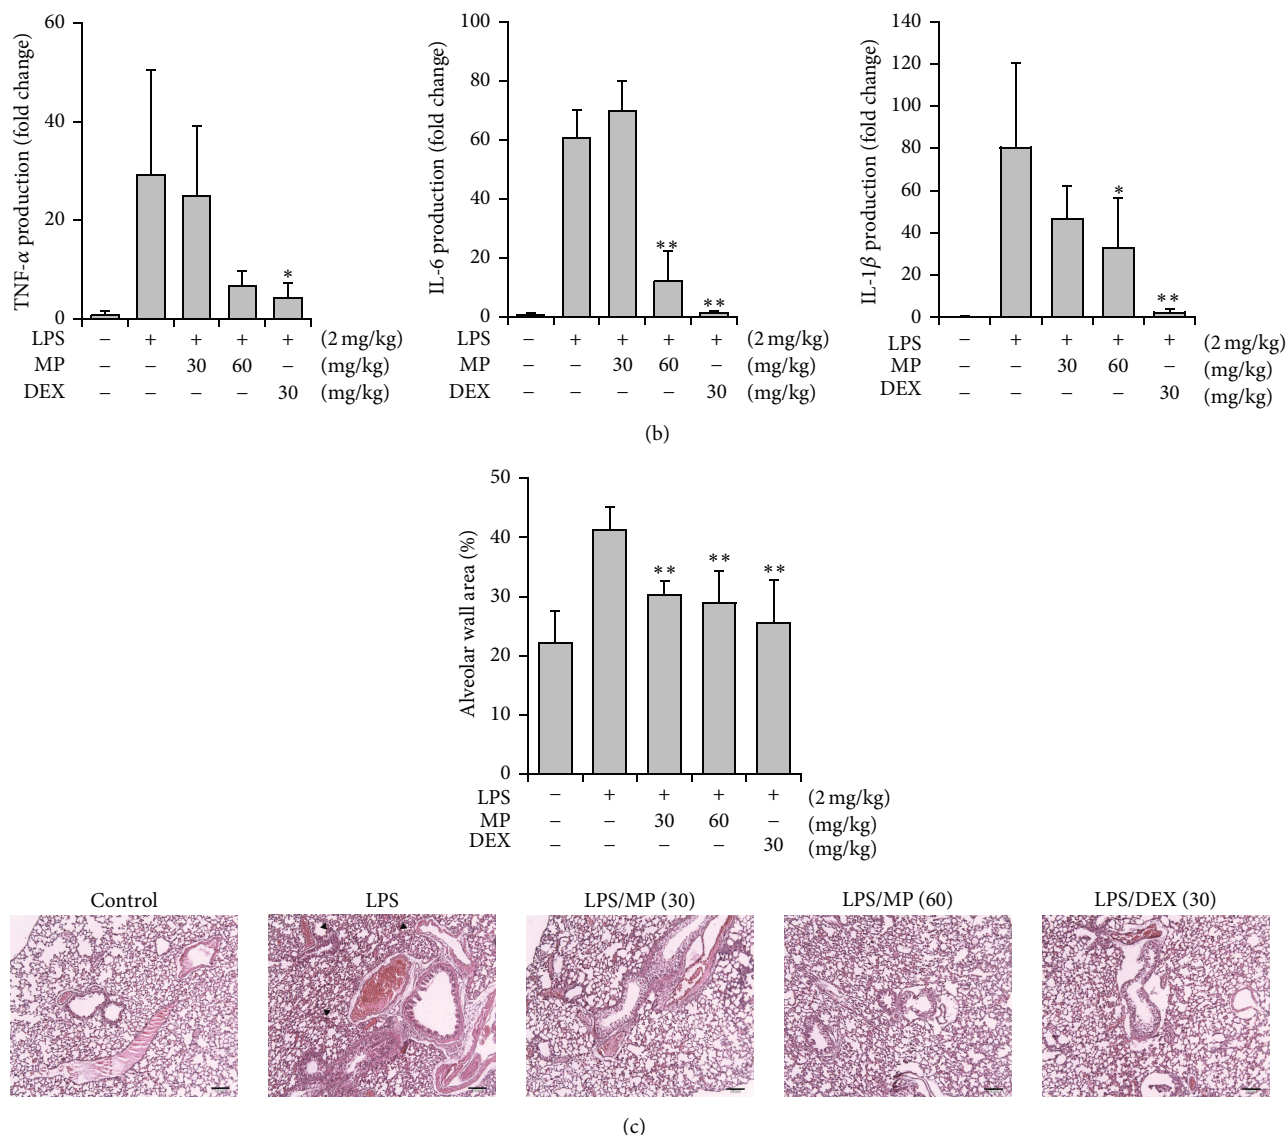 TNF-α production (fold change)
60
40
20
0
LPS – + + + + (2 mg/kg)
MP – – 30 60 – (mg/kg)
DEX – – – – 30 (mg/kg)
IL-6 production (fold change)
100
80
60
40
20
0
**
**
LPS – + + + + (2 mg/kg)
MP – – 30 60 – (mg/kg)
DEX – – – – 30 (mg/kg)
IL-1β production (fold change)
140
120
100
80
60
40
20
0
*
**
LPS – + + + + (2 mg/kg)
MP – – 30 60 – (mg/kg)
DEX – – – – 30 (mg/kg)
*
(b)
Alveolar wall area (%)
50
40
30
20
10
0
** ** **
LPS – + + + + (2 mg/kg)
MP – – 30 60 – (mg/kg)
DEX – – – – 30 (mg/kg)
Control LPS LPS/MP (30) LPS/MP (60) LPS/DEX (30)
(c)